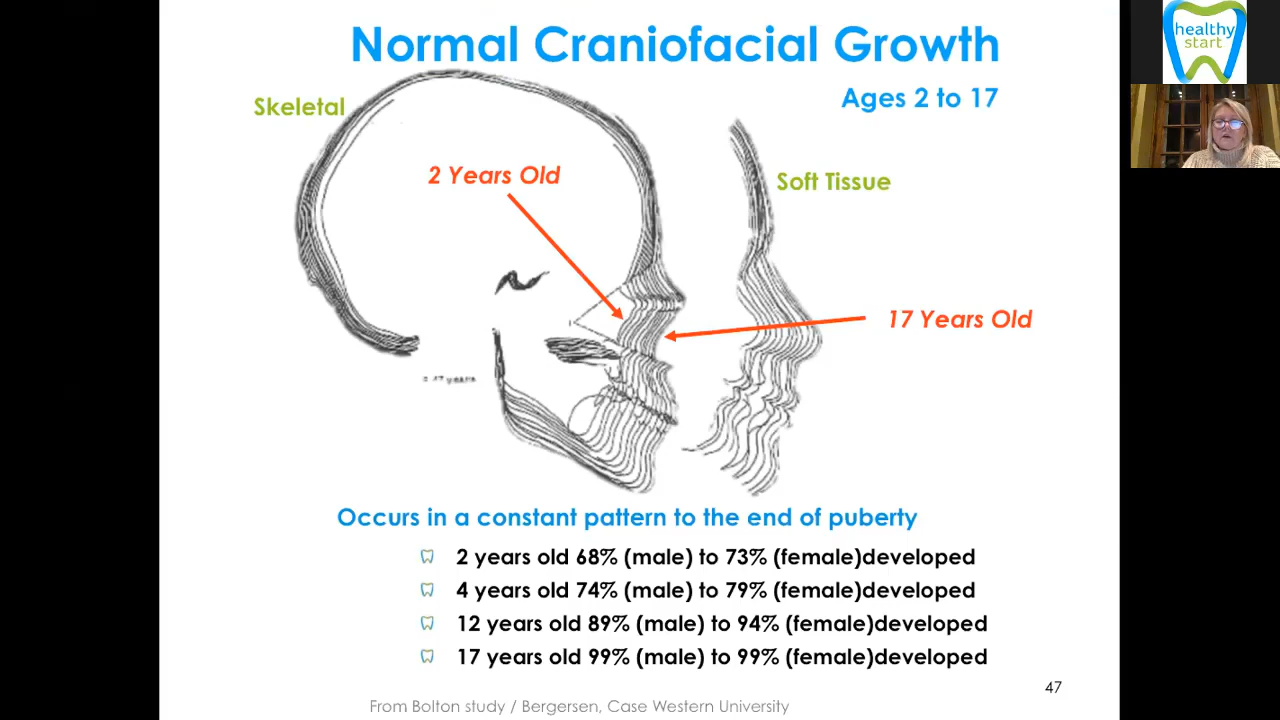 Normal Craniofacial Growth
Ages 2 to 17
healthy
start
Skeletal
2 Years Old
Soft Tissue
17 Years Old
years
Occurs in a constant pattern to the end of puberty
2 years old 68% (male) to 73% (female)developed
4 years old 74% (male) to 79% (female)developed
12 years old 89% (male) to 94% (female)developed
17 years old 99% (male) to 99% (female)developed
47
From Bolton study / Bergersen, Case Western University